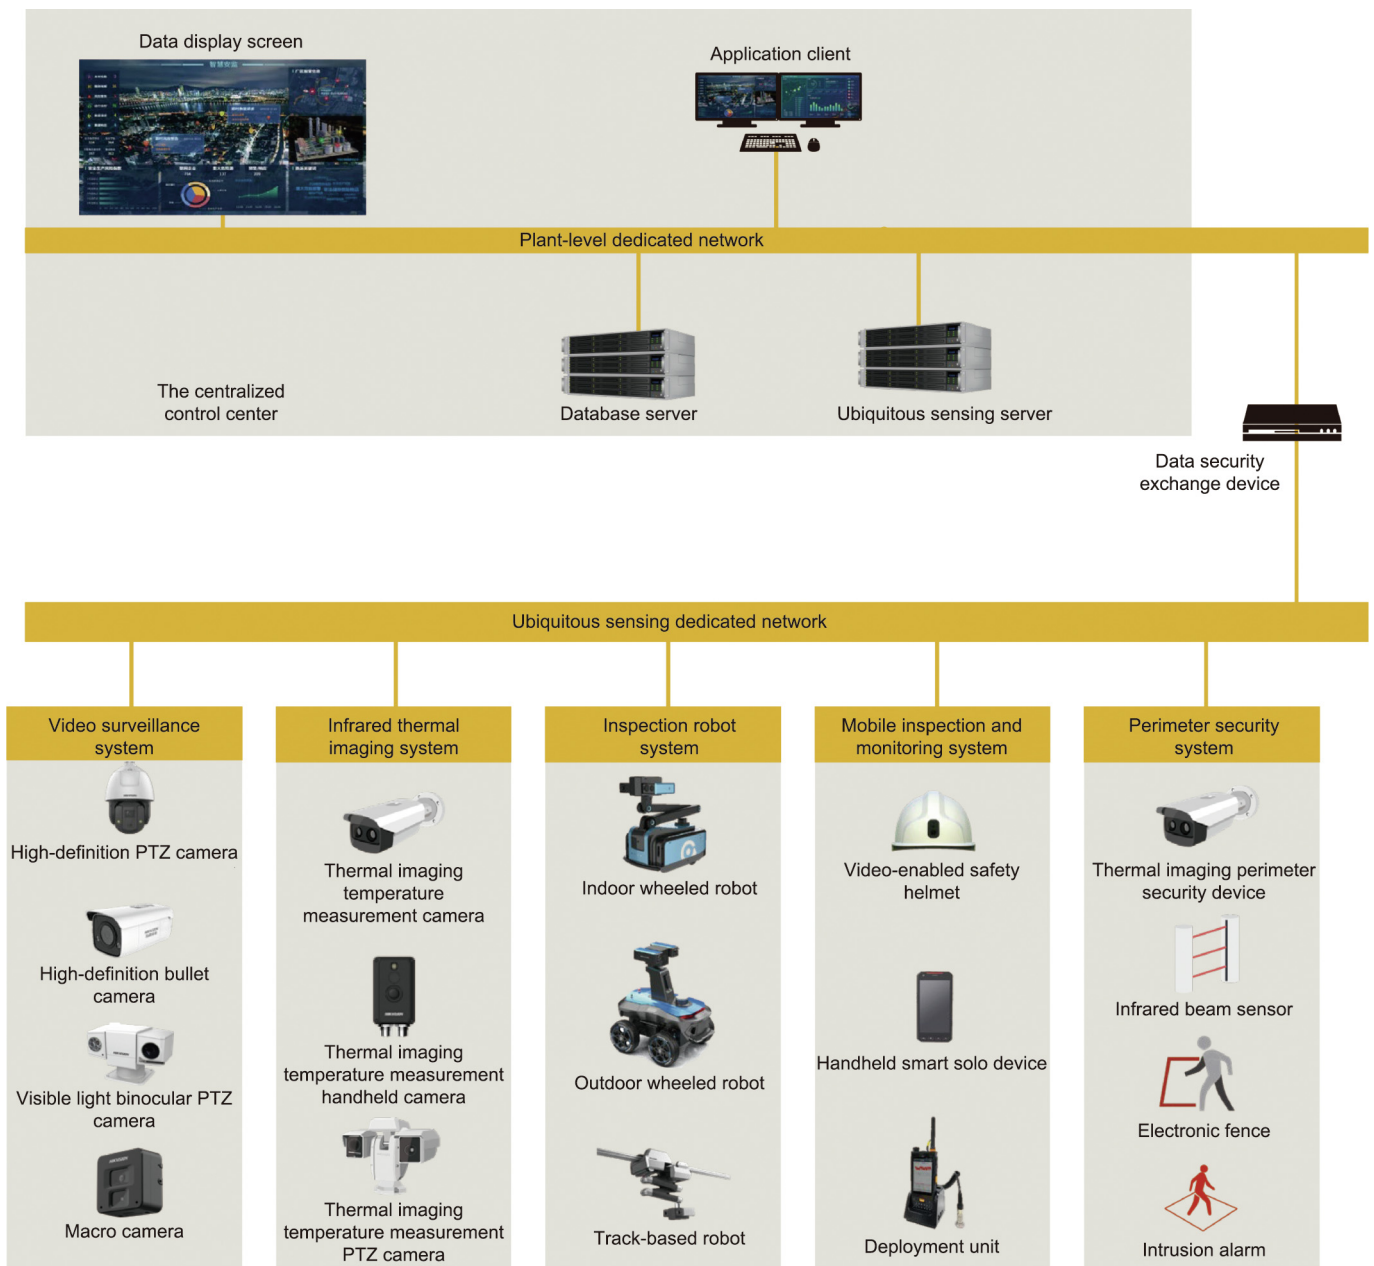 Data display screen
Application client
智慧安监
Plant-level dedicated network
The centralized
control center
Database server
Ubiquitous sensing server
Data security
exchange device
Ubiquitous sensing dedicated network
Video surveillance
system
High-definition PTZ camera
High-definition bullet
camera
Visible light binocular PTZ
camera
Macro camera
Infrared thermal
imaging system
Thermal imaging
temperature
measurement camera
Thermal imaging
temperature measurement
handheld camera
Thermal imaging
temperature measurement
PTZ camera
Inspection robot
system
Indoor wheeled robot
Outdoor wheeled robot
Track-based robot
Mobile inspection and
monitoring system
Video-enabled safety
helmet
Handheld smart solo device
Deployment unit
Perimeter security
system
Thermal imaging perimeter
security device
Infrared beam sensor
Electronic fence
Intrusion alarm